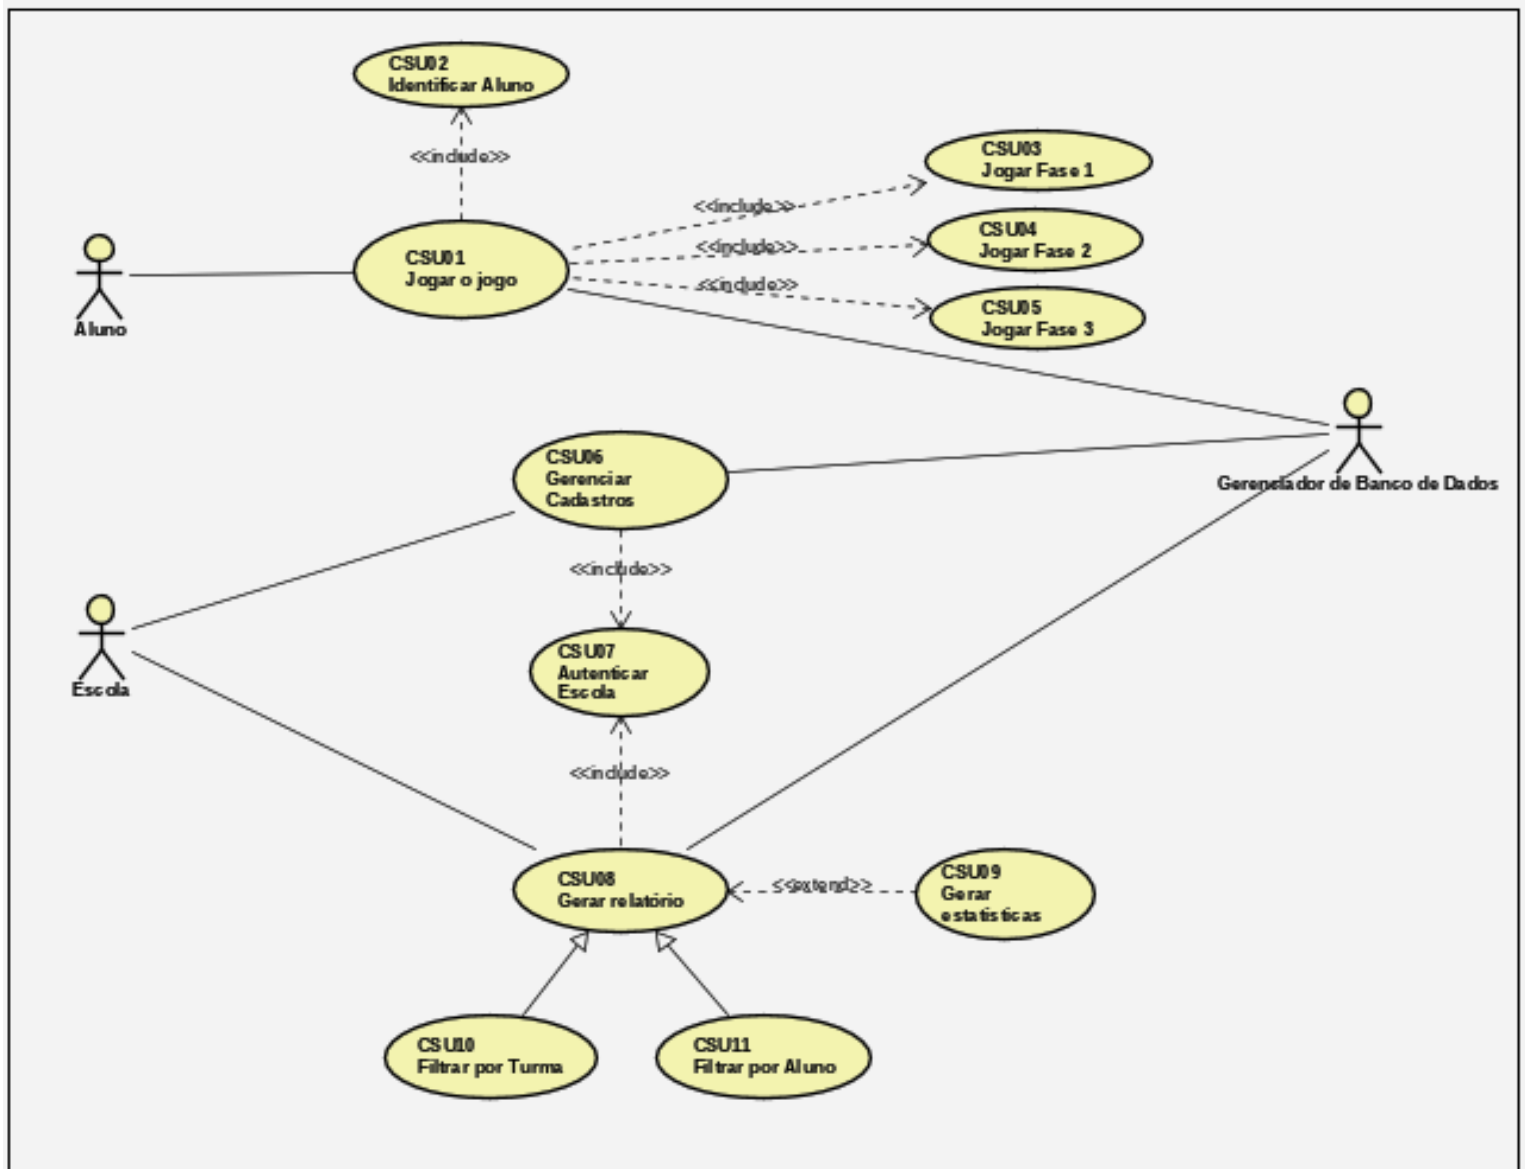 CSU02
Identificar Aluno
<<include>>
CSU03
Jogar Fase 1
<<include>>
CSU04
Jogar Fase 2
<<include>>
CSU01
Jogar o jogo
<<include>>
CSU05
Jogar Fase 3
Aluno
CSU06
Gerenciar
Cadastros
Gerenciador de Banco de Dados
<<include>>
CSU07
Autenticar
Escola
Escola
<<include>>
CSU08
Gerar relatório
<<extend>>
CSU09
Gerar
estatisticas
CSU10
Filtrar por Turma
CSU11
Filtrar por Aluno